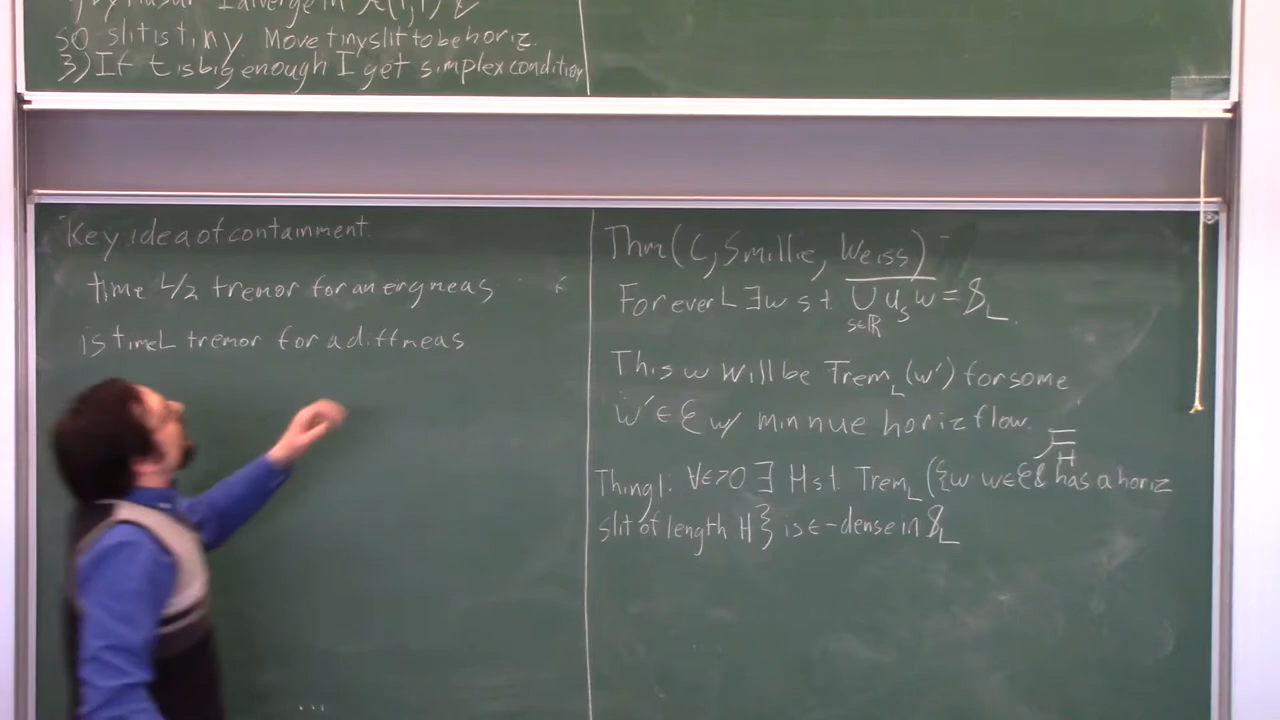 so slit is tiny Move tiny slit to be horiz.
3) If t is big enough I get simplex condition
Key idea of containment.
time L/2 tremor for an erg meas
is time L tremor for a diff meas
Thm (C, Smillie, Weiss)
For ever L ∃ w s.t. ⋃ u_s w = S_L
s∈ℝ
This w will be Trem_L (w') for some
w' ∈ E w/ min nue horiz flow.
H
Thing 1: ∀ε>0 ∃ H s.t. Trem_L ({w w∈E & has a horiz
slit of length H} is ε-dense in S_L